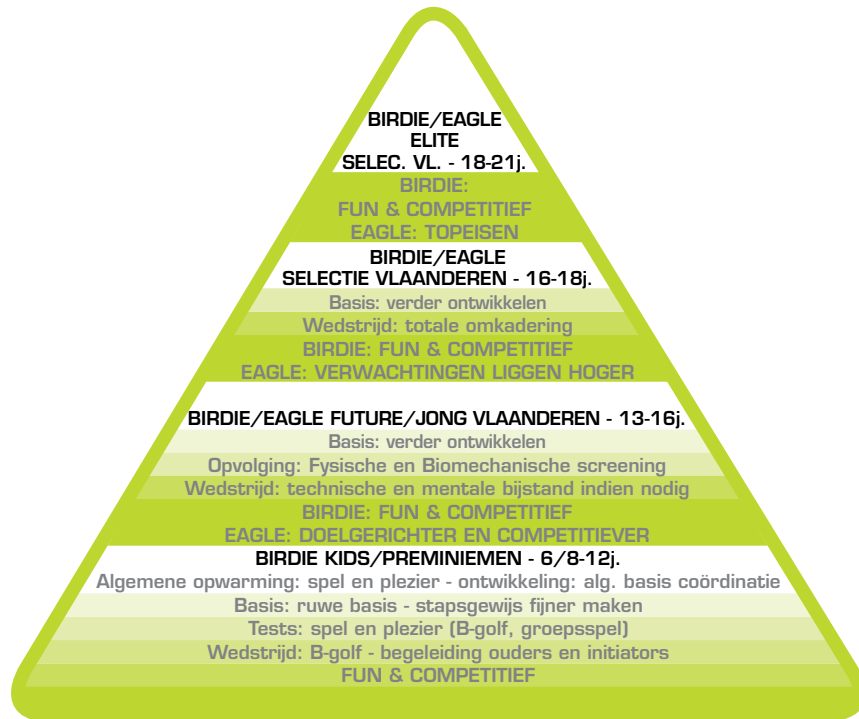 BIRDIE/EAGLE
ELITE
SELEC. VL. - 18-21j.
BIRDIE:
FUN & COMPETITIEF
EAGLE: TOPEISEN
BIRDIE/EAGLE
SELECTIE VLAANDEREN - 16-18j.
Basis: verder ontwikkelen
Wedstrijd: totale omkadering
BIRDIE: FUN & COMPETITIEF
EAGLE: VERWACHTINGEN LIGGEN HOGER
BIRDIE/EAGLE FUTURE/JONG VLAANDEREN - 13-16j.
Basis: verder ontwikkelen
Opvolging: Fysische en Biomechanische screening
Wedstrijd: technische en mentale bijstand indien nodig
BIRDIE: FUN & COMPETITIEF
EAGLE: DOELGERICHTER EN COMPETITIEVER
BIRDIE KIDS/PREMINIEMEN - 6/8-12j.
Algemene opwarming: spel en plezier - ontwikkeling: alg. basis coördinatie
Basis: ruwe basis - stapsgewijs fijner maken
Tests: spel en plezier (B-golf, groepsspel)
Wedstrijd: B-golf - begeleiding ouders en initiators
FUN & COMPETITIEF